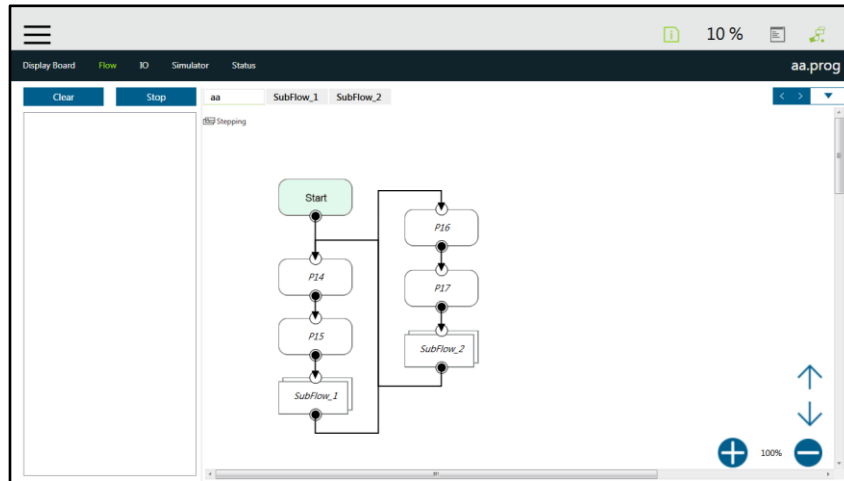 10 %
Display Board Flow IO Simulator Status aa.prog
Clear Stop aa SubFlow_1 SubFlow_2
Stepping
Start
P14
P15
SubFlow_1
P16
P17
SubFlow_2
100%